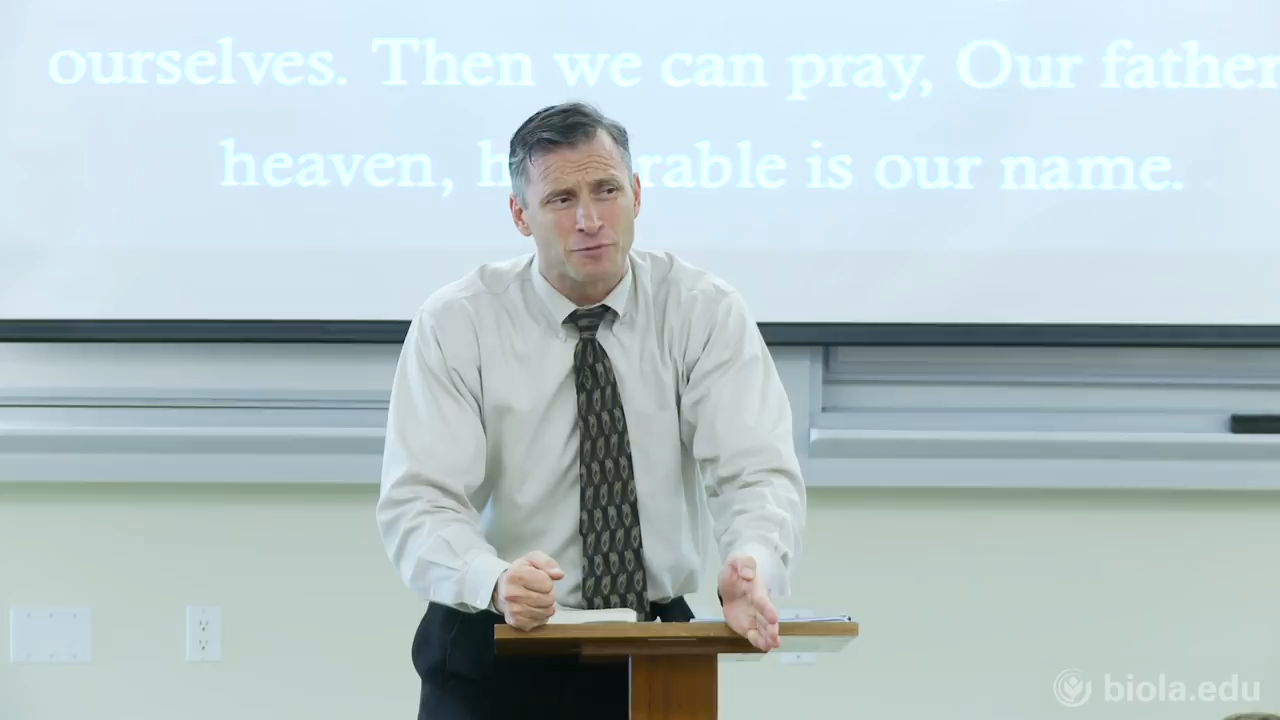 ourselves. Then we can pray, Our father
heaven, h rable is our name.
biola.edu